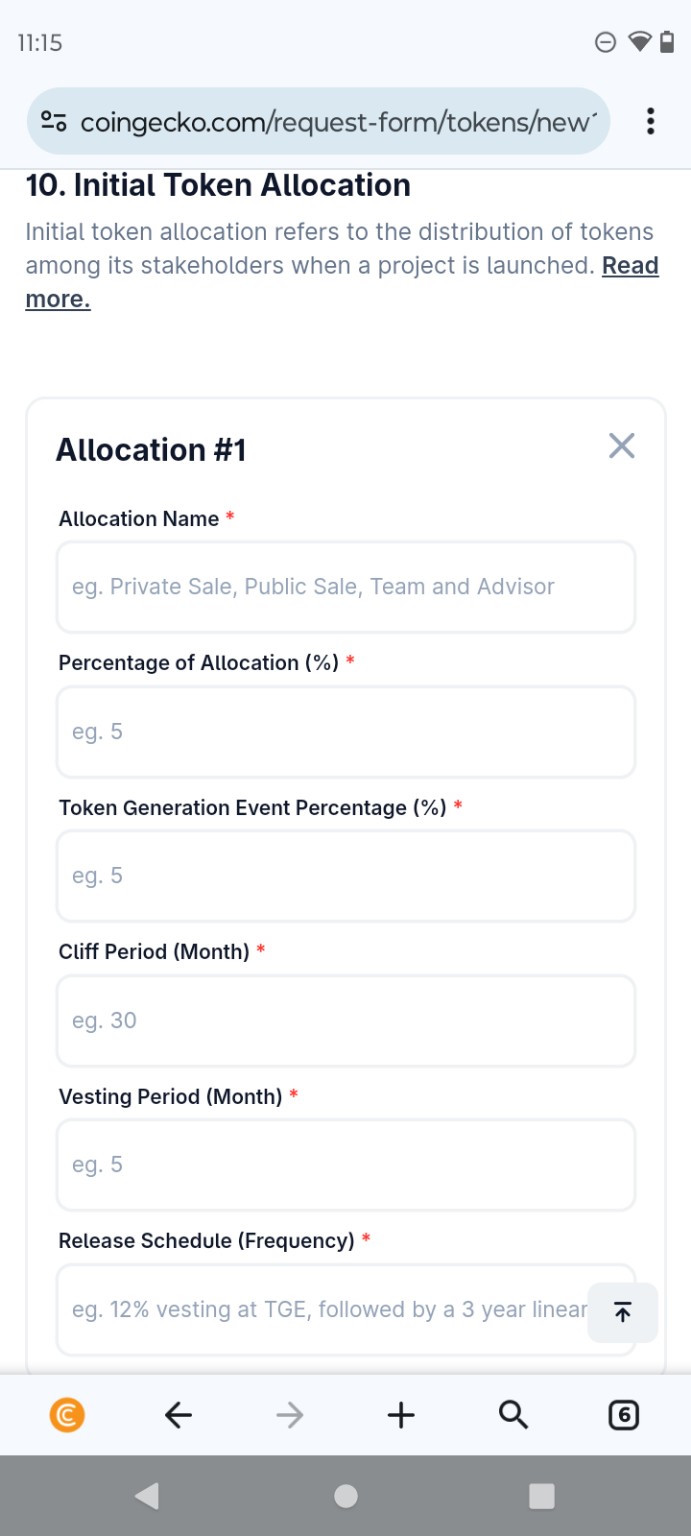 11:15
coingecko.com/request-form/tokens/new
10. Initial Token Allocation
Initial token allocation refers to the distribution of tokens
among its stakeholders when a project is launched. Read
more.
Allocation #1
Allocation Name *
eg. Private Sale, Public Sale, Team and Advisor
Percentage of Allocation (%) *
eg. 5
Token Generation Event Percentage (%) *
eg. 5
Cliff Period (Month) *
eg. 30
Vesting Period (Month) *
eg. 5
Release Schedule (Frequency) *
eg. 12% vesting at TGE, followed by a 3 year linear
6